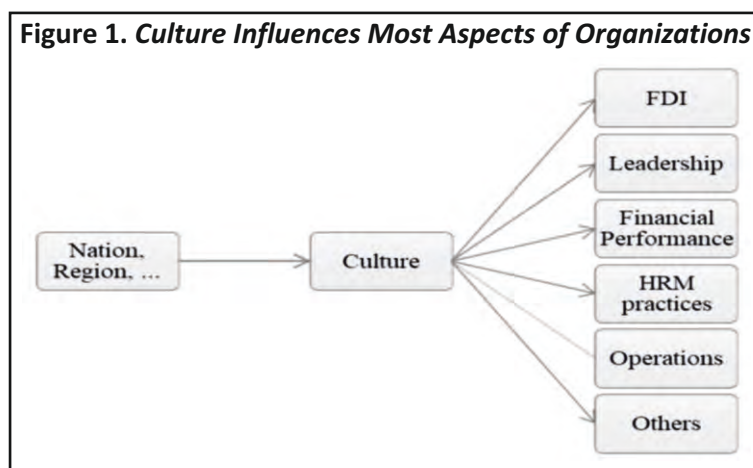 Figure 1. Culture Influences Most Aspects of Organizations
Nation,
Region, ...
Culture
FDI
Leadership
Financial
Performance
HRM
practices
Operations
Others